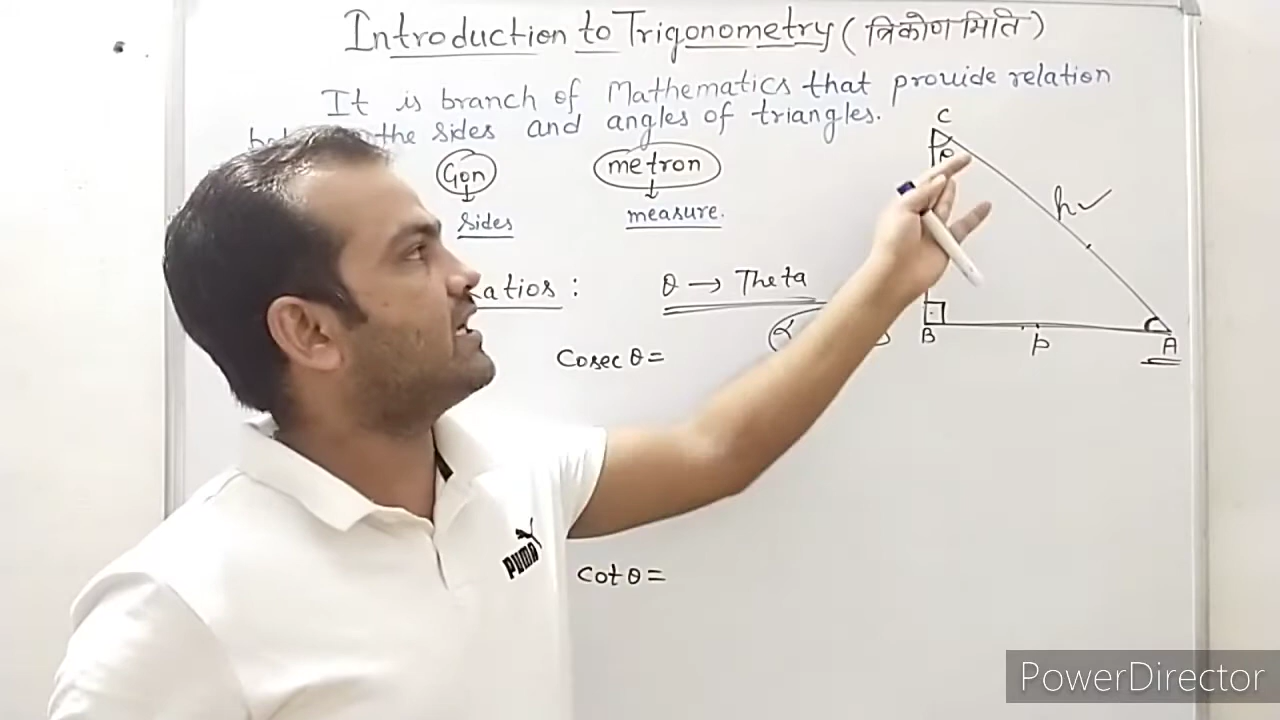 Introduction to Trigonometry (त्रिकोण मिति)
It is branch of Mathematics that provide relation
the sides and angles of triangles.
Gon
metron
sides
measure.
Ratios :
θ → Theta
Cosec θ =
Cot θ =
C
θ
h✓
B
p
A
PUMA
PowerDirector